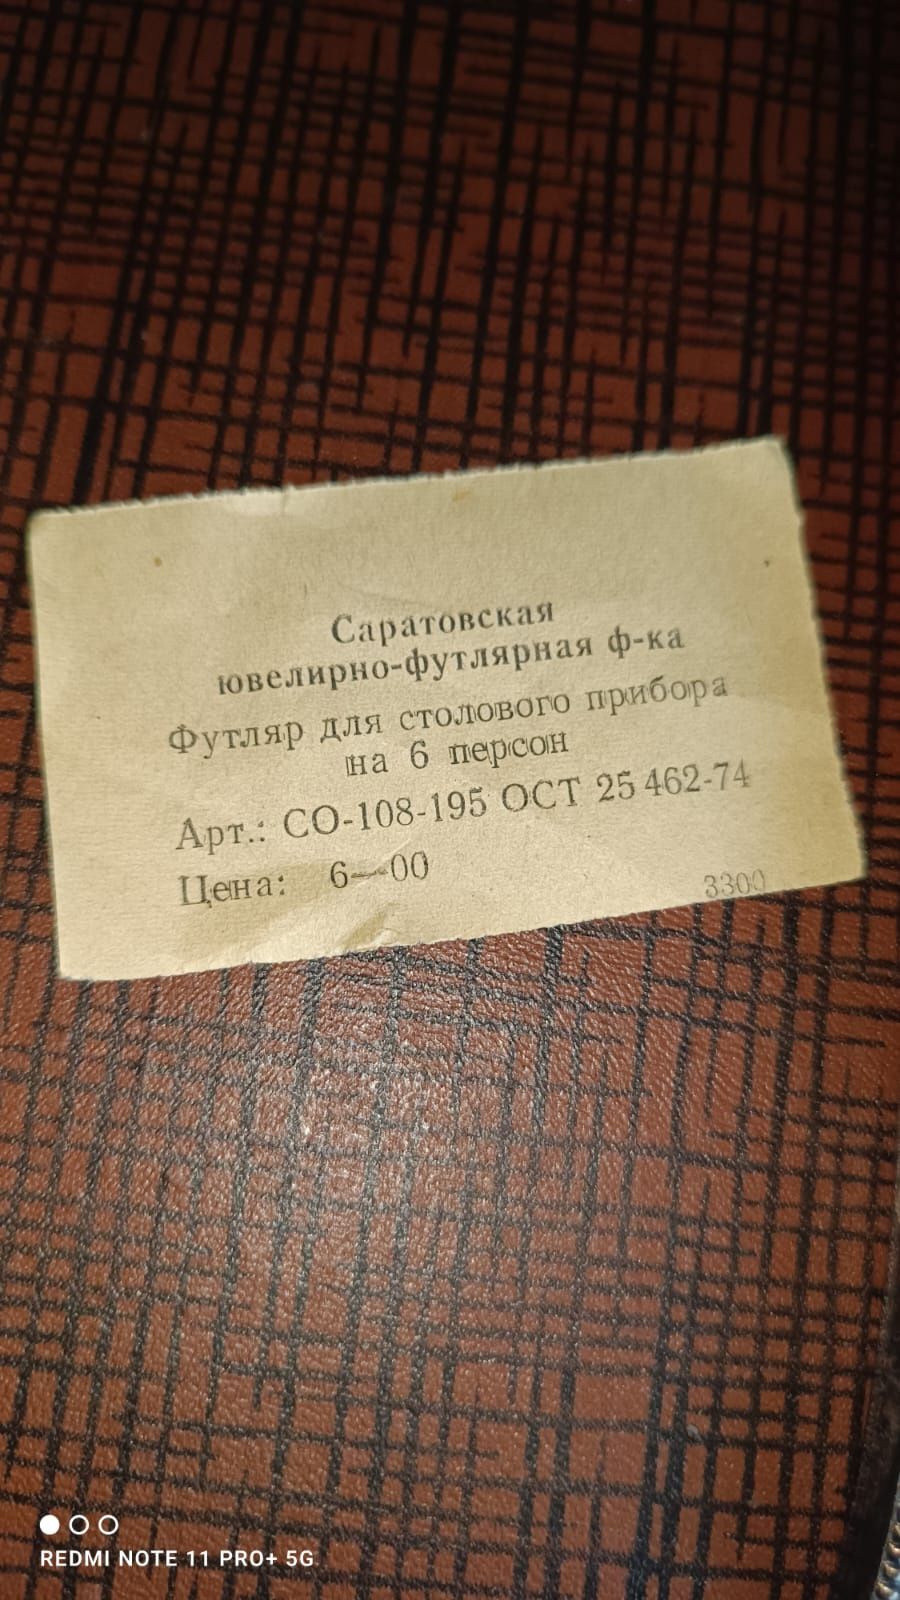 Саратовская
ювелирно-футлярная ф-ка
Футляр для столового прибора
на 6 персон
Арт.: СО-108-195 ОСТ 25 462-74
Цена: 6—00
3300
REDMI NOTE 11 PRO+ 5G